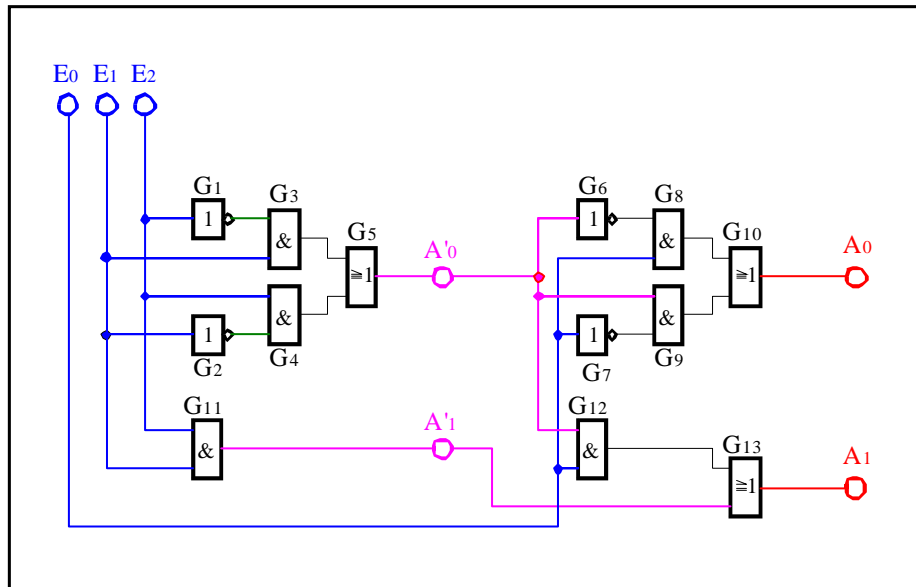 E0 E1 E2
G1 G3 G6 G8
1 & G5 1 & G10
≧1 A'0 ≧1 A0
1 & 1 &
G2 G4 G7 G9
G11 A'1 G12 G13 A1
& & ≧1